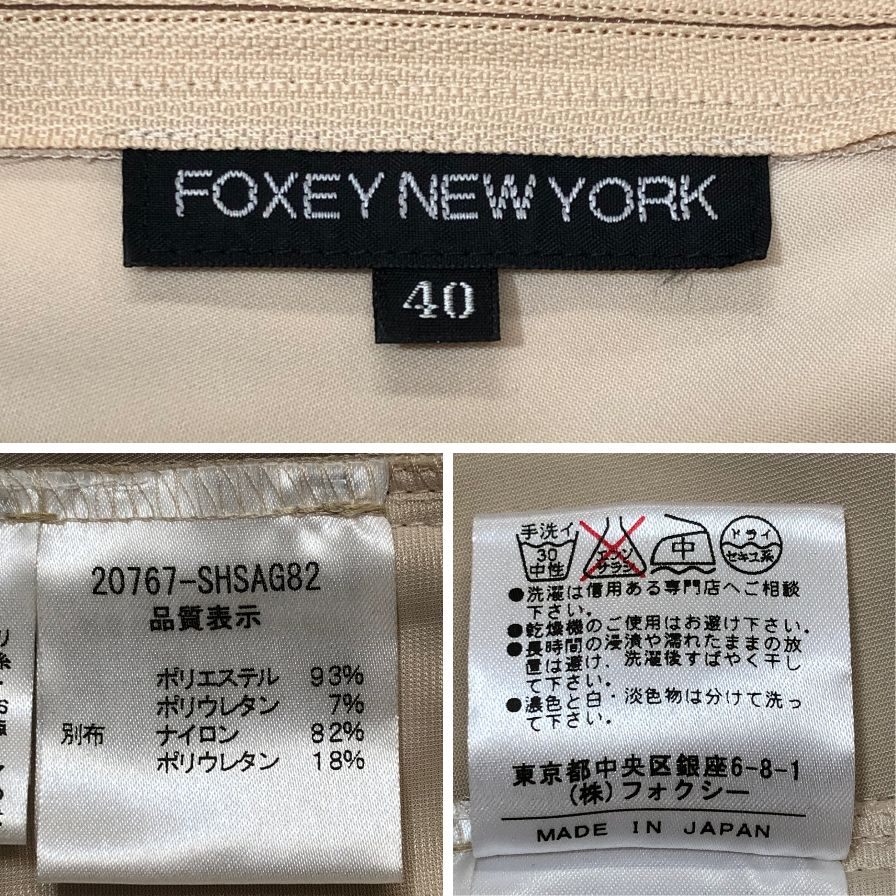 FOXEY NEW YORK
40
20767-SHSAG82
品質表示
ポリエステル 93%
ポリウレタン 7%
別布 ナイロン 82%
ポリウレタン 18%
手洗イ
30
中性
エンソ
サラシ
中
ドライ
セキユ系
●洗濯は信用ある専門店へご相談
下さい。
●乾燥機のご使用はお避け下さい。
●長時間の浸漬や濡れたままの放
置は避け、洗濯後すばやく干し
て下さい。
●濃色と白・淡色物は分けて洗っ
て下さい。
東京都中央区銀座6-8-1
(株)フォクシー
MADE IN JAPAN